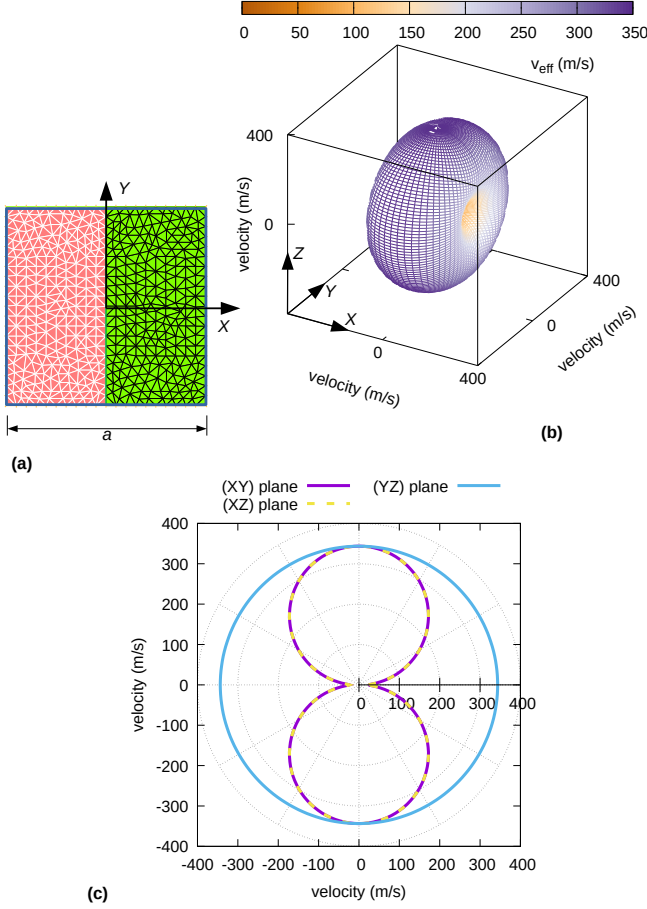 0 50 100 150 200 250 300 350
v_eff (m/s)
400
0
velocity (m/s)
Z
Y
X
0
400
velocity (m/s)
400
0
velocity (m/s)
(b)
Y
X
a
(a)
(XY) plane
(XZ) plane
(YZ) plane
400
300
200
100
0
-100
-200
-300
-400
velocity (m/s)
0 100 200 300 400
-400 -300 -200 -100 0 100 200 300 400
velocity (m/s)
(c)